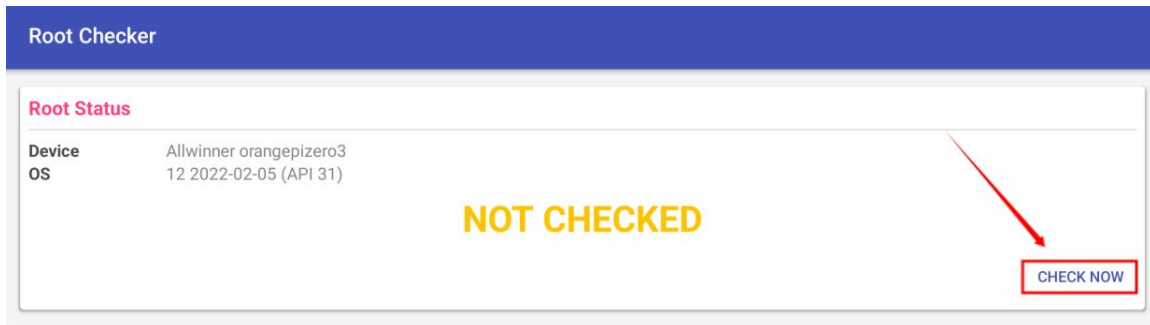 Root Checker
Root Status
Device Allwinner orangepizero3
OS 12 2022-02-05 (API 31)
NOT CHECKED
CHECK NOW